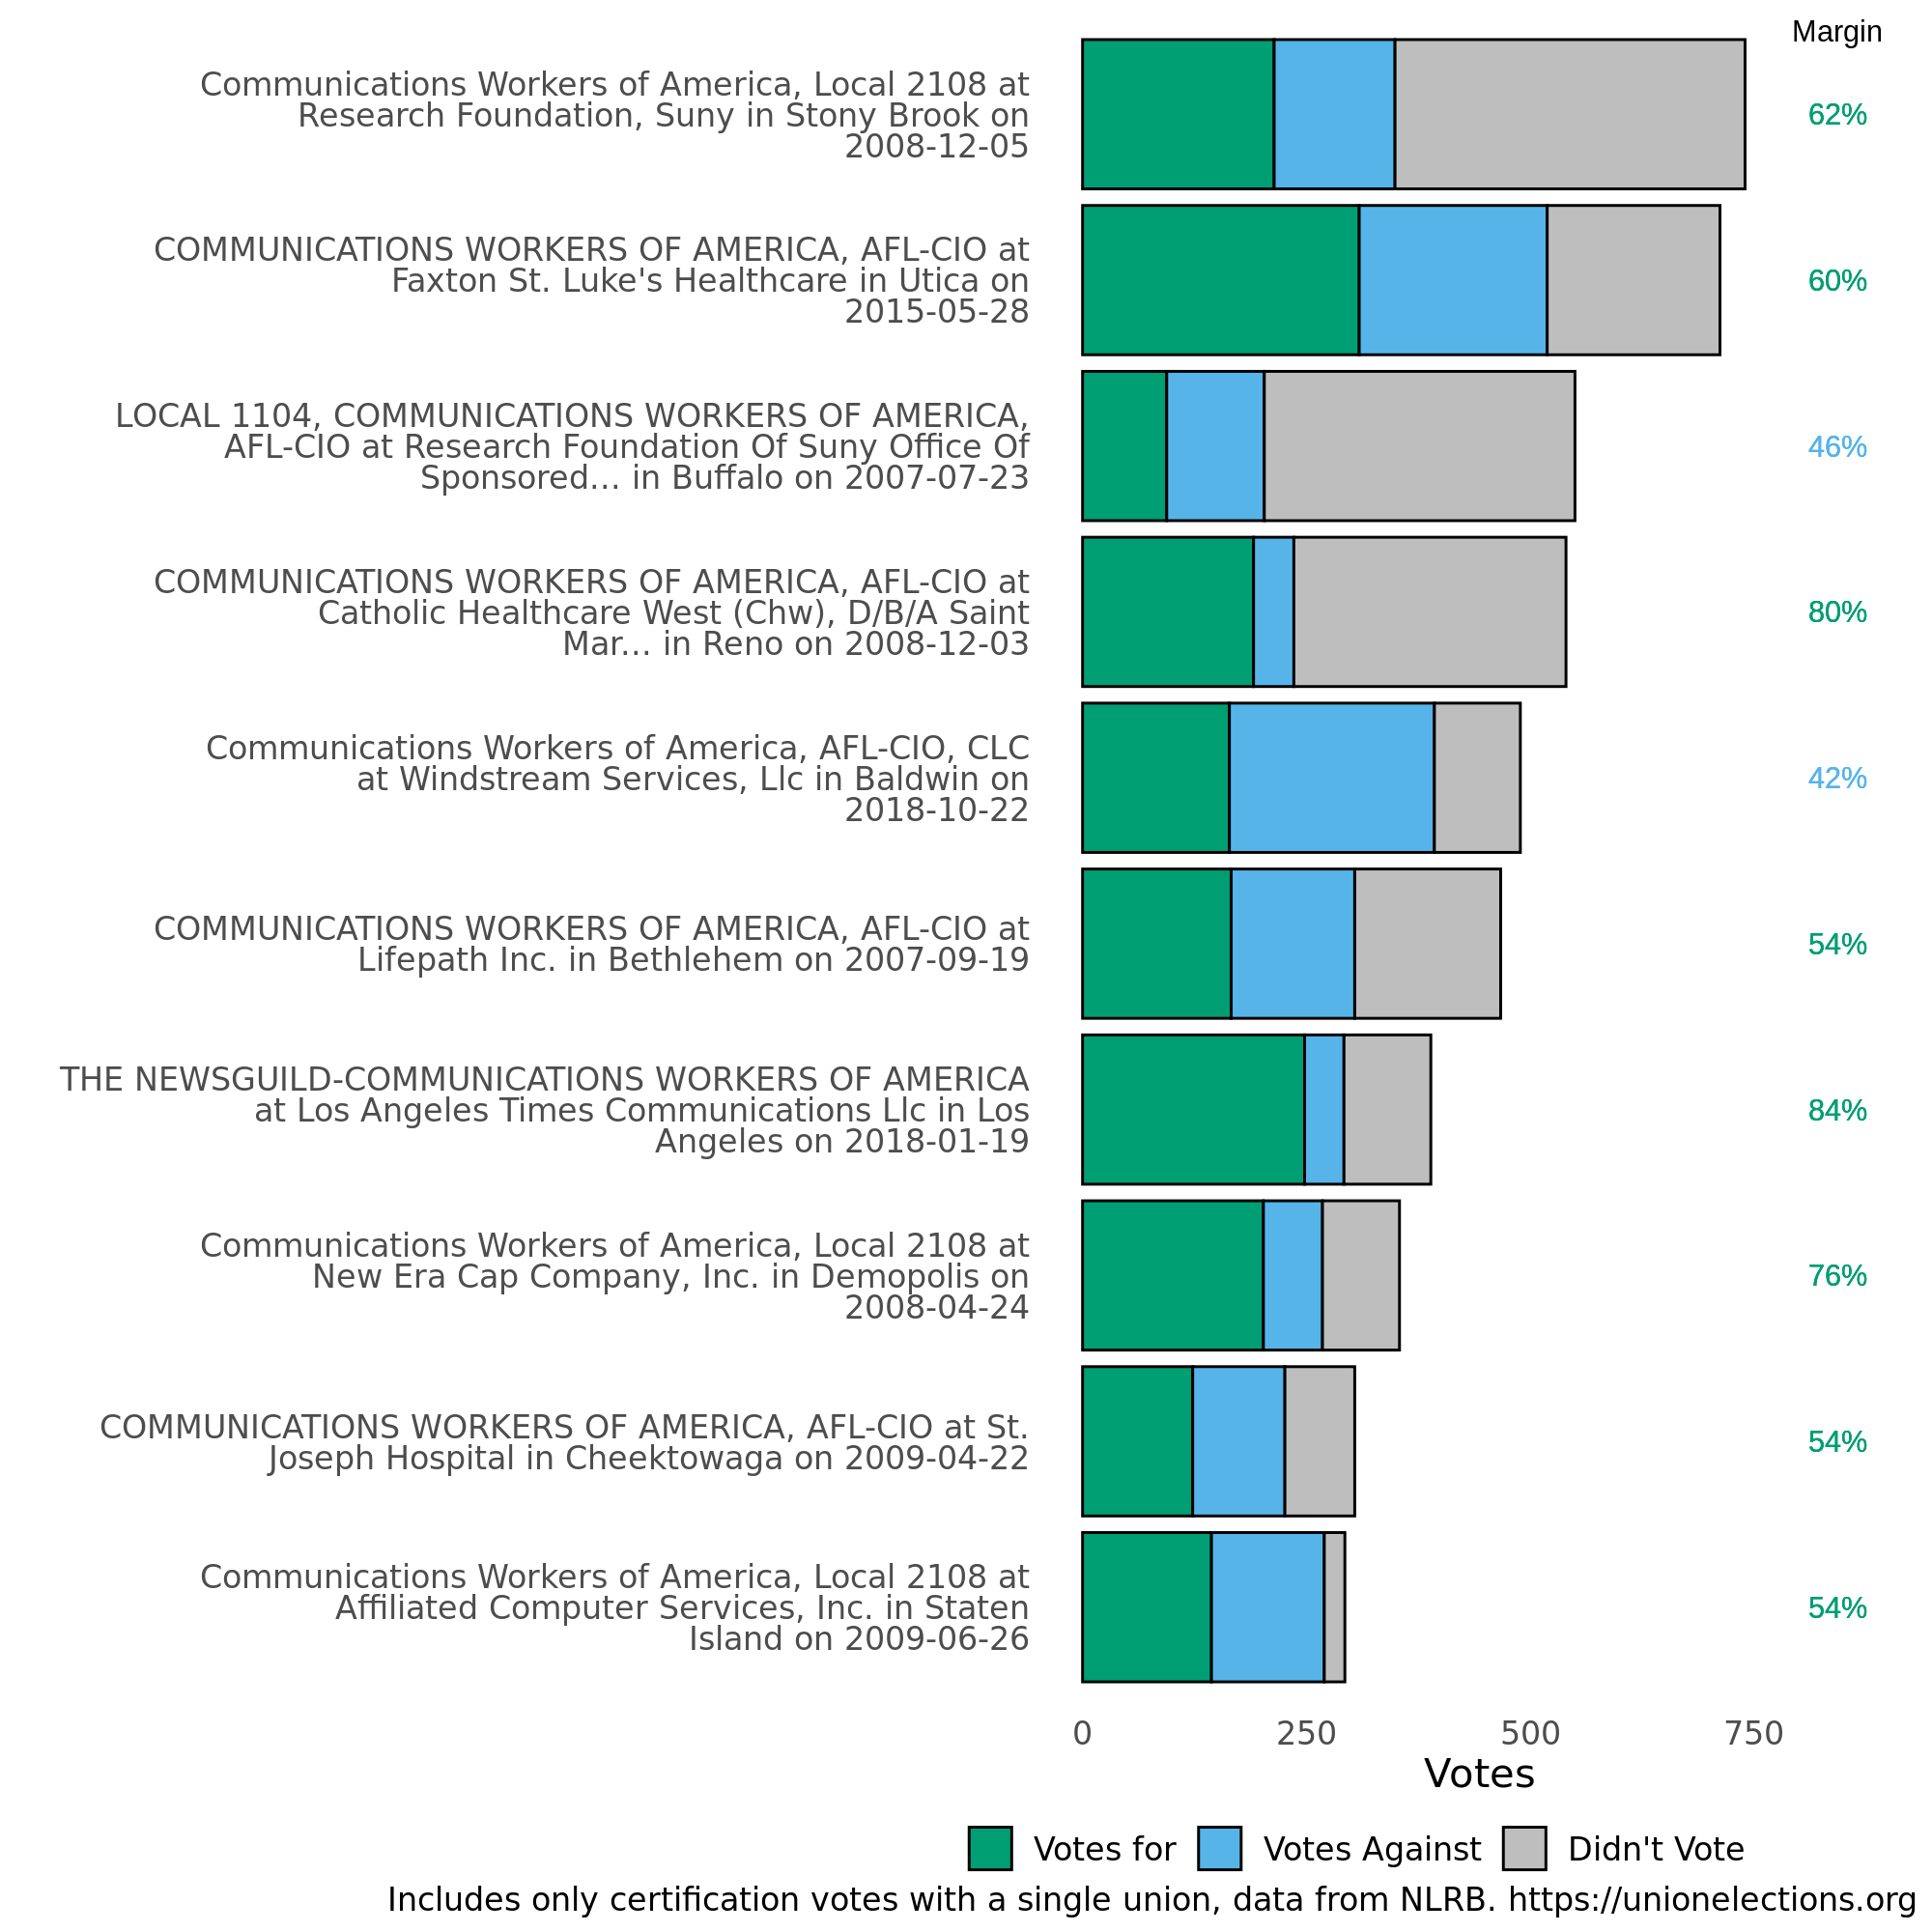 Margin
Communications Workers of America, Local 2108 at
Research Foundation, Suny in Stony Brook on
2008-12-05
62%
COMMUNICATIONS WORKERS OF AMERICA, AFL-CIO at
Faxton St. Luke's Healthcare in Utica on
2015-05-28
60%
LOCAL 1104, COMMUNICATIONS WORKERS OF AMERICA,
AFL-CIO at Research Foundation Of Suny Office Of
Sponsored... in Buffalo on 2007-07-23
46%
COMMUNICATIONS WORKERS OF AMERICA, AFL-CIO at
Catholic Healthcare West (Chw), D/B/A Saint
Mar... in Reno on 2008-12-03
80%
Communications Workers of America, AFL-CIO, CLC
at Windstream Services, Llc in Baldwin on
2018-10-22
42%
COMMUNICATIONS WORKERS OF AMERICA, AFL-CIO at
Lifepath Inc. in Bethlehem on 2007-09-19
54%
THE NEWSGUILD-COMMUNICATIONS WORKERS OF AMERICA
at Los Angeles Times Communications Llc in Los
Angeles on 2018-01-19
84%
Communications Workers of America, Local 2108 at
New Era Cap Company, Inc. in Demopolis on
2008-04-24
76%
COMMUNICATIONS WORKERS OF AMERICA, AFL-CIO at St.
Joseph Hospital in Cheektowaga on 2009-04-22
54%
Communications Workers of America, Local 2108 at
Affiliated Computer Services, Inc. in Staten
Island on 2009-06-26
54%
0 250 500 750
Votes
Votes for Votes Against Didn't Vote
Includes only certification votes with a single union, data from NLRB. https://unionelections.org